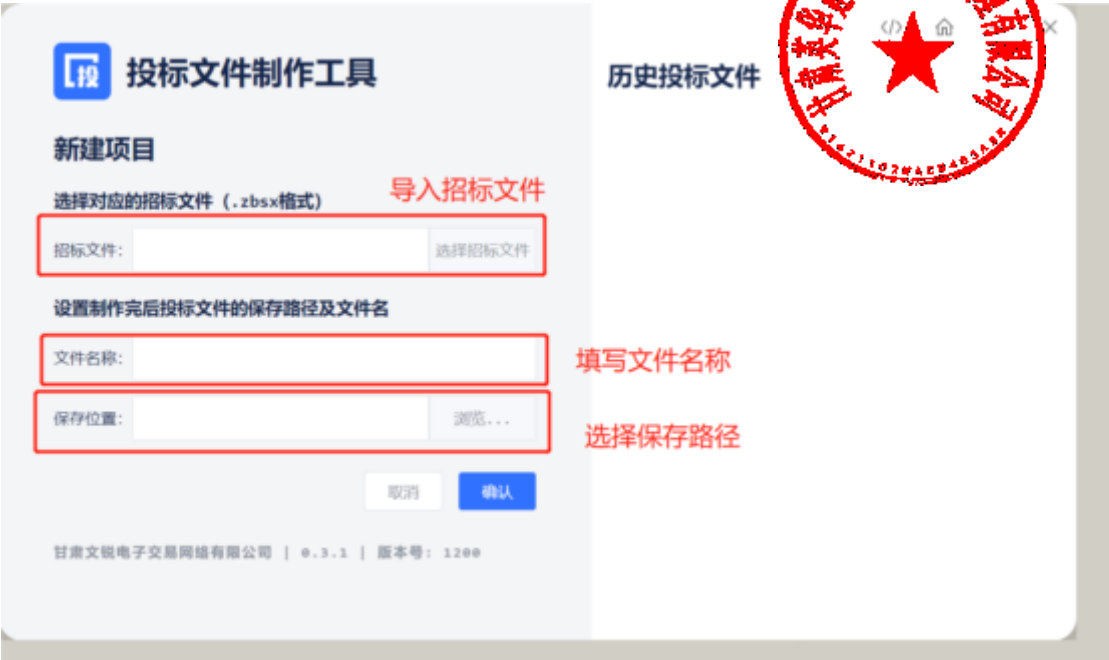 投
投标文件制作工具
历史投标文件
新建项目
选择对应的招标文件（.zbsx格式）
导入招标文件
招标文件：
选择招标文件
设置制作完后投标文件的保存路径及文件名
文件名称：
填写文件名称
保存位置：
浏览...
选择保存路径
取消
确认
甘肃文锐电子交易网络有限公司 | 0.3.1 | 版本号：1200